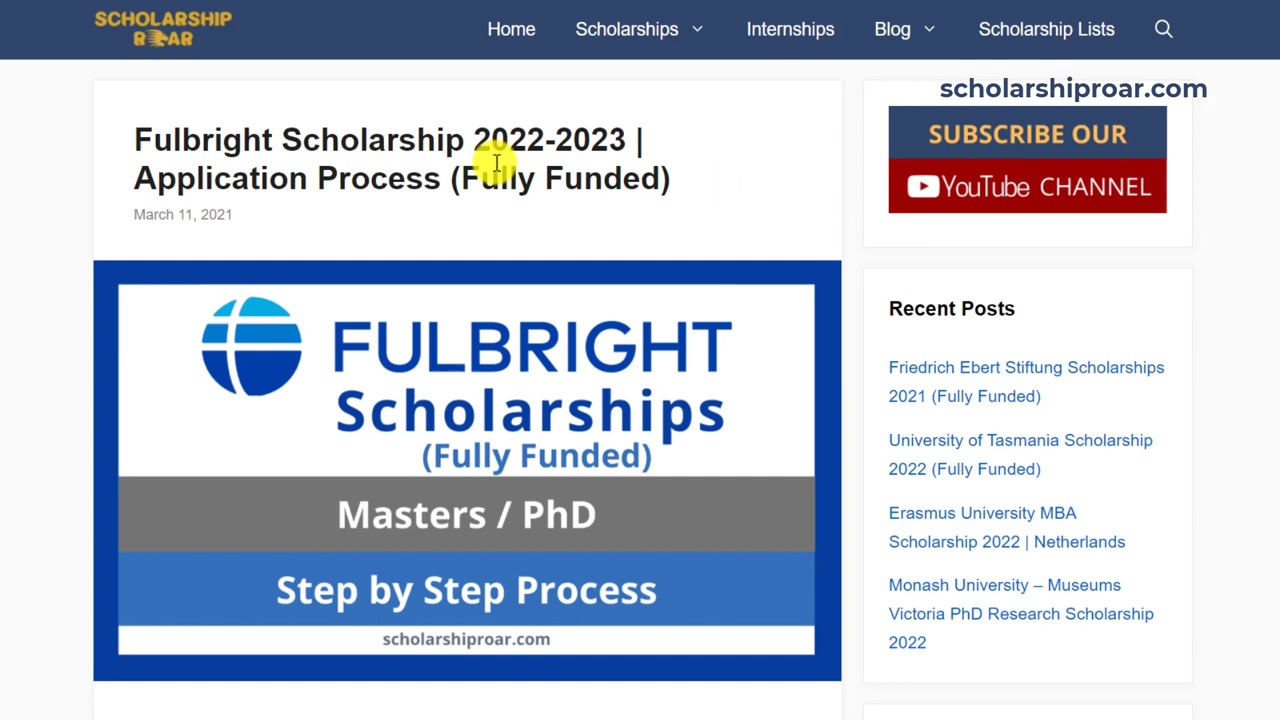 SCHOLARSHIP
ROAR
Home
Scholarships
Internships
Blog
Scholarship Lists
scholarshiproar.com
Fulbright Scholarship 2022-2023 |
Application Process (Fully Funded)
March 11, 2021
FULBRIGHT
Scholarships
(Fully Funded)
Masters / PhD
Step by Step Process
scholarshiproar.com
SUBSCRIBE OUR
YouTube CHANNEL
Recent Posts
Friedrich Ebert Stiftung Scholarships
2021 (Fully Funded)
University of Tasmania Scholarship
2022 (Fully Funded)
Erasmus University MBA
Scholarship 2022 | Netherlands
Monash University – Museums
Victoria PhD Research Scholarship
2022